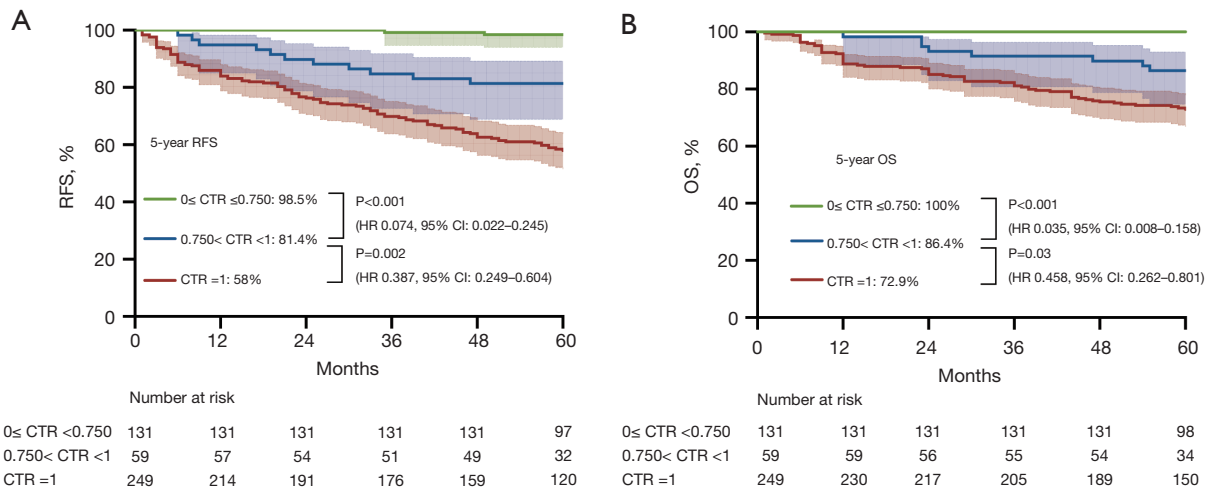 A
100
80
60
40
20
0
RFS, %
5-year RFS
0≤ CTR ≤0.750: 98.5%
0.750< CTR <1: 81.4%
CTR =1: 58%
P<0.001
(HR 0.074, 95% CI: 0.022–0.245)
P=0.002
(HR 0.387, 95% CI: 0.249–0.604)
0 12 24 36 48 60
Months
Number at risk
0≤ CTR <0.750 131 131 131 131 131 97
0.750< CTR <1 59 57 54 51 49 32
CTR =1 249 214 191 176 159 120
B
100
80
60
40
20
0
OS, %
5-year OS
0≤ CTR ≤0.750: 100%
0.750< CTR <1: 86.4%
CTR =1: 72.9%
P<0.001
(HR 0.035, 95% CI: 0.008–0.158)
P=0.03
(HR 0.458, 95% CI: 0.262–0.801)
0 12 24 36 48 60
Months
Number at risk
0≤ CTR <0.750 131 131 131 131 131 98
0.750< CTR <1 59 59 56 55 54 34
CTR =1 249 230 217 205 189 150